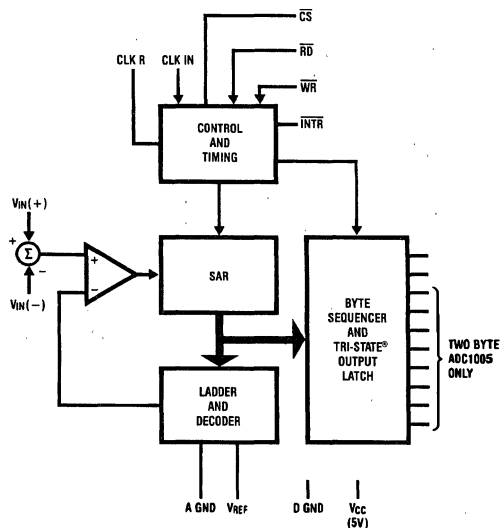 CS
RD
CLK R
CLK IN
WR
INTR
CONTROL
AND
TIMING
VIN(+)
+
Σ
−
VIN(−)
+
−
SAR
BYTE
SEQUENCER
AND
TRI-STATE®
OUTPUT
LATCH
TWO BYTE
ADC1005
ONLY
LADDER
AND
DECODER
A GND
VREF
D GND
VCC
(5V)